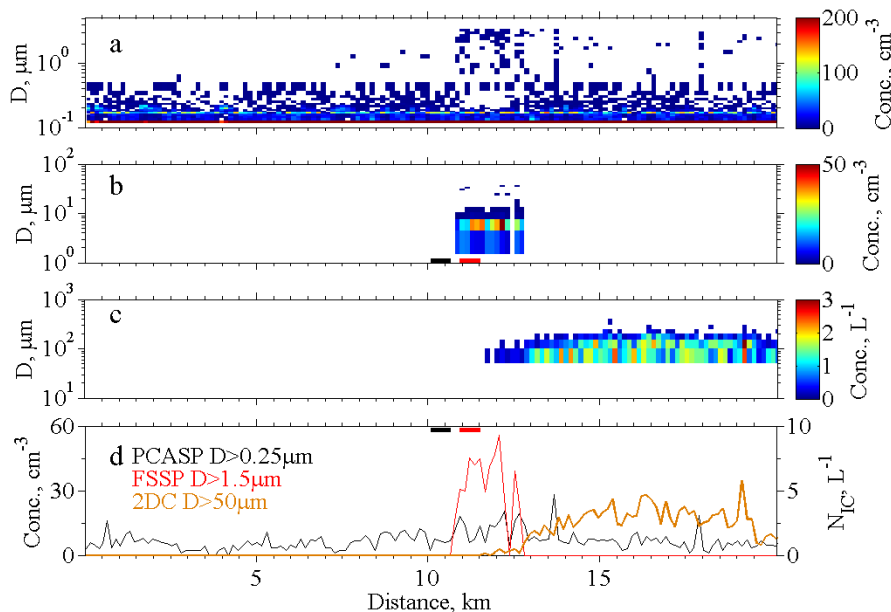 a
D, μm
10⁰
10⁻¹
200
100
0
Conc., cm⁻³
b
D, μm
10²
10¹
10⁰
50
0
Conc., cm⁻³
c
D, μm
10³
10²
10¹
3
2
1
0
Conc., L⁻¹
d
PCASP D>0.25μm
FSSP D>1.5μm
2DC D>50μm
Conc., cm⁻³
60
30
0
10
5
0
N_IC, L⁻¹
5
10
15
Distance, km